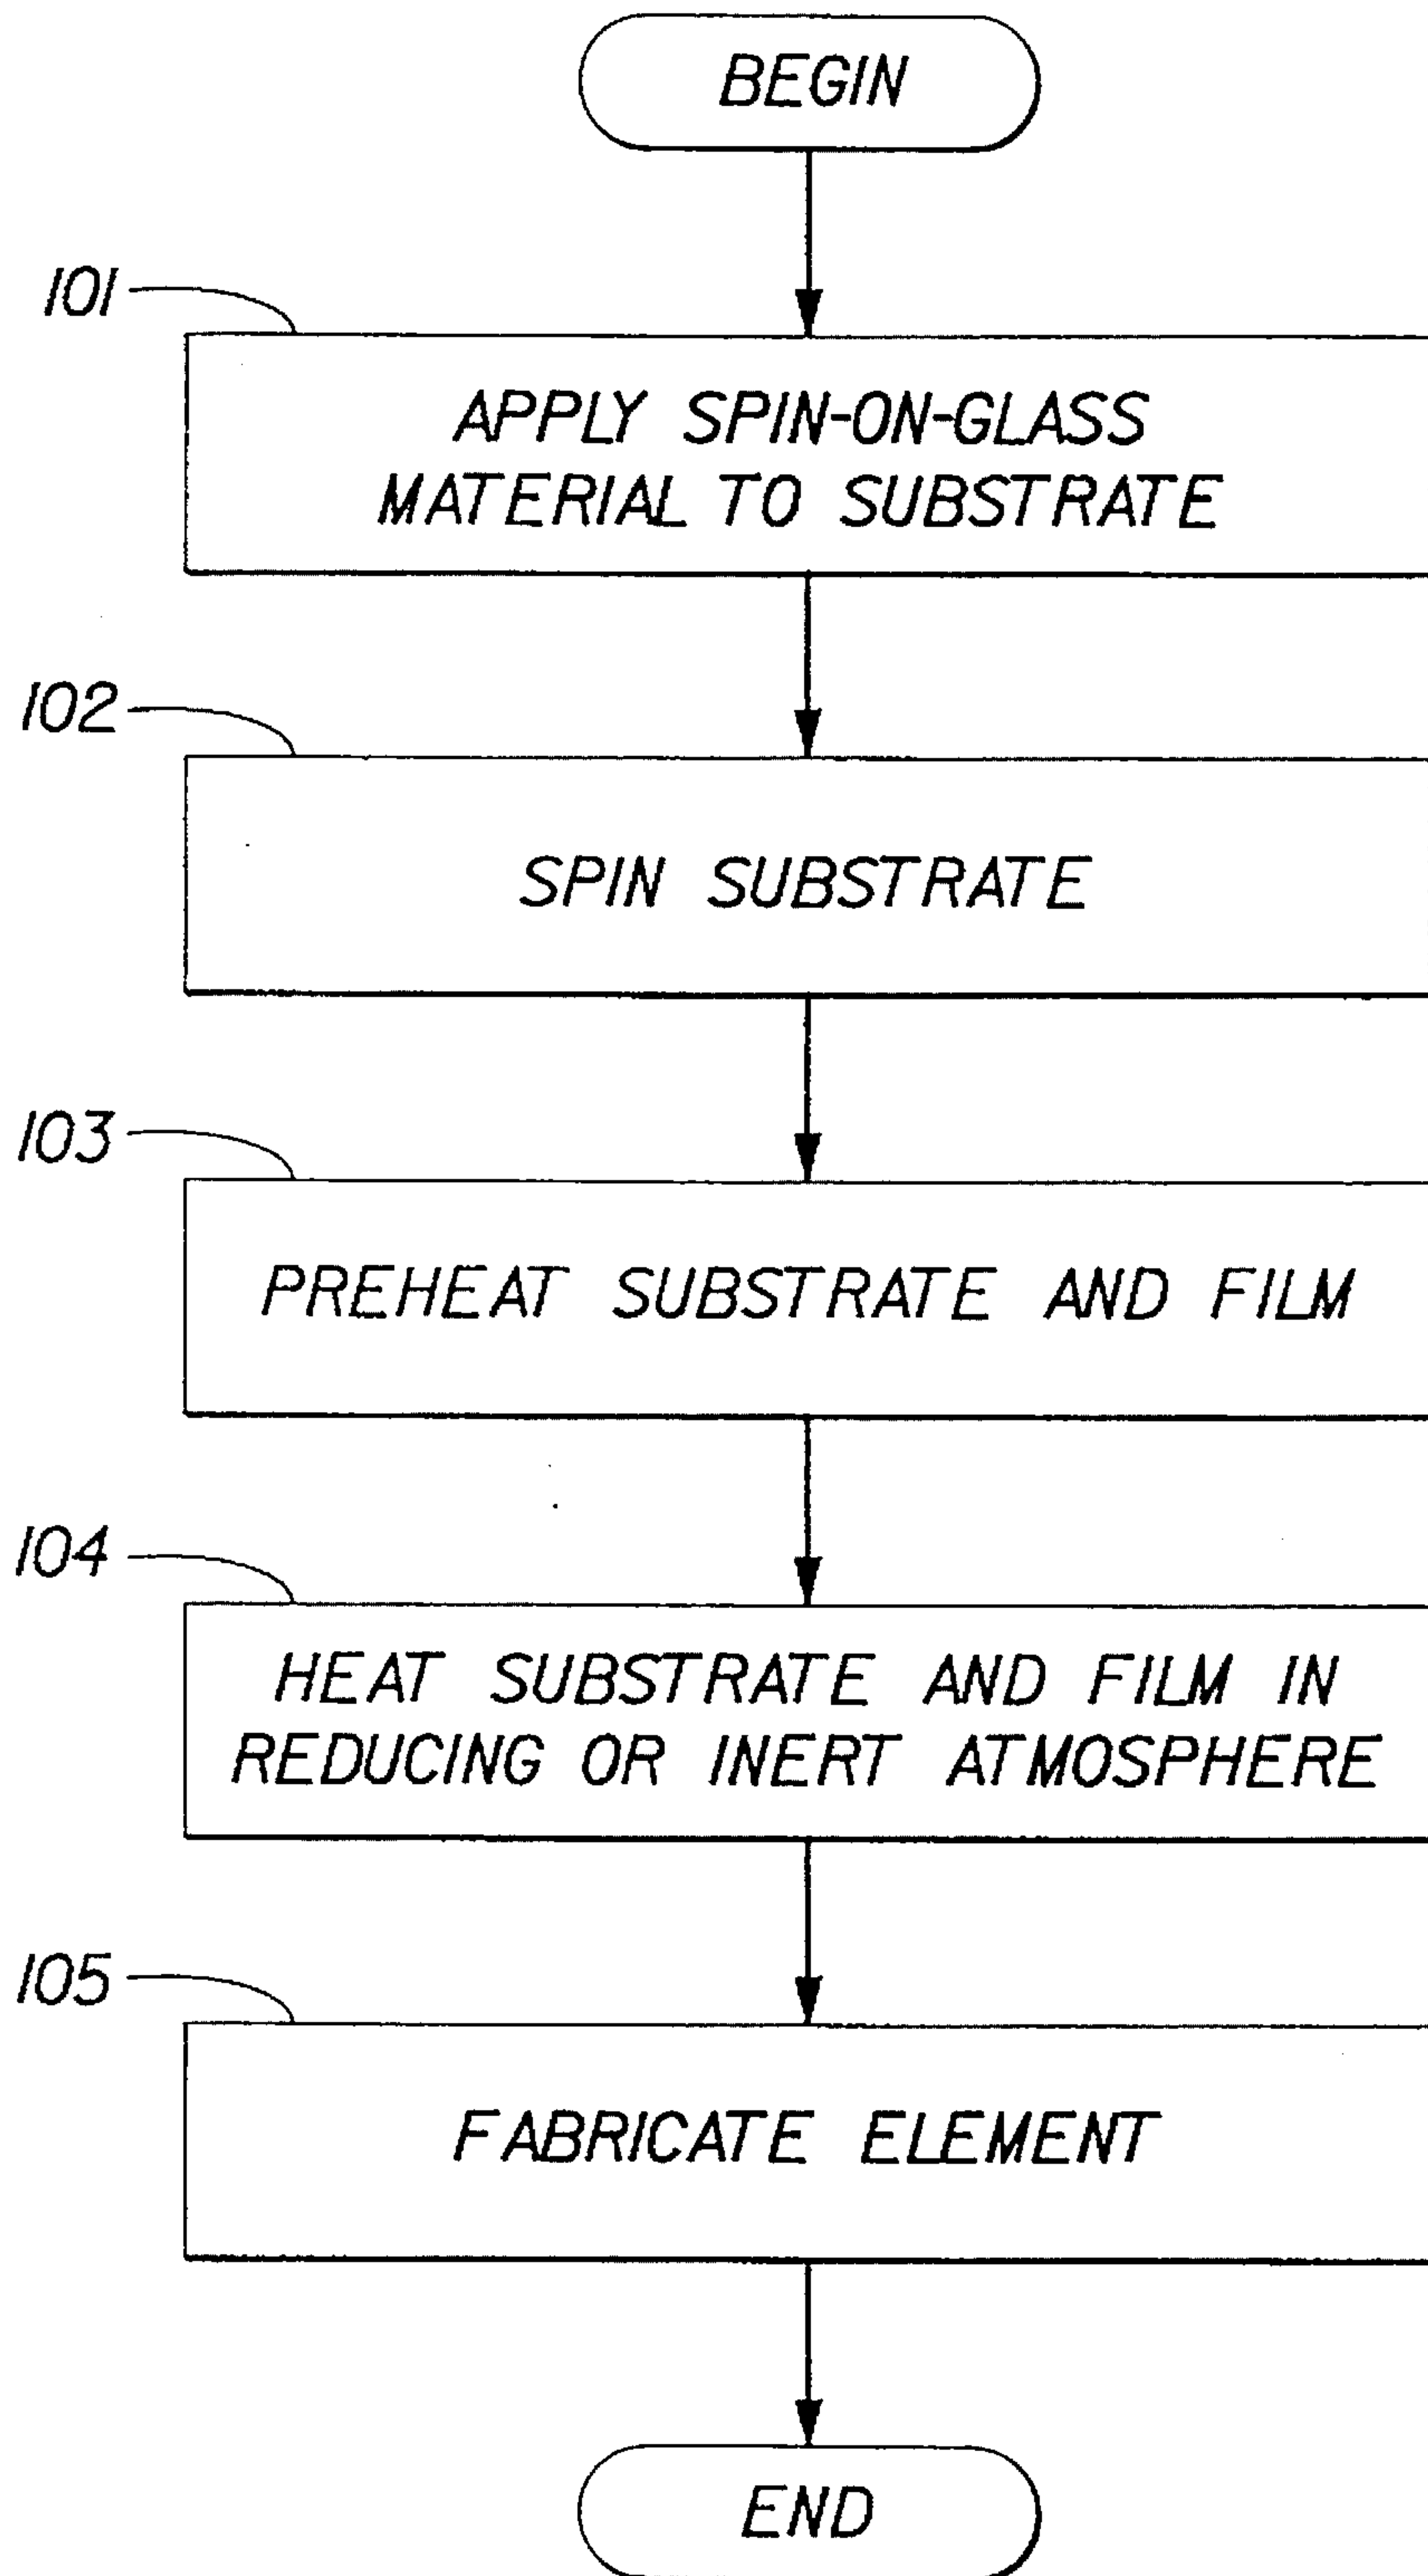 BEGIN
101
APPLY SPIN-ON-GLASS
MATERIAL TO SUBSTRATE
102
SPIN SUBSTRATE
103
PREHEAT SUBSTRATE AND FILM
104
HEAT SUBSTRATE AND FILM IN
REDUCING OR INERT ATMOSPHERE
105
FABRICATE ELEMENT
END